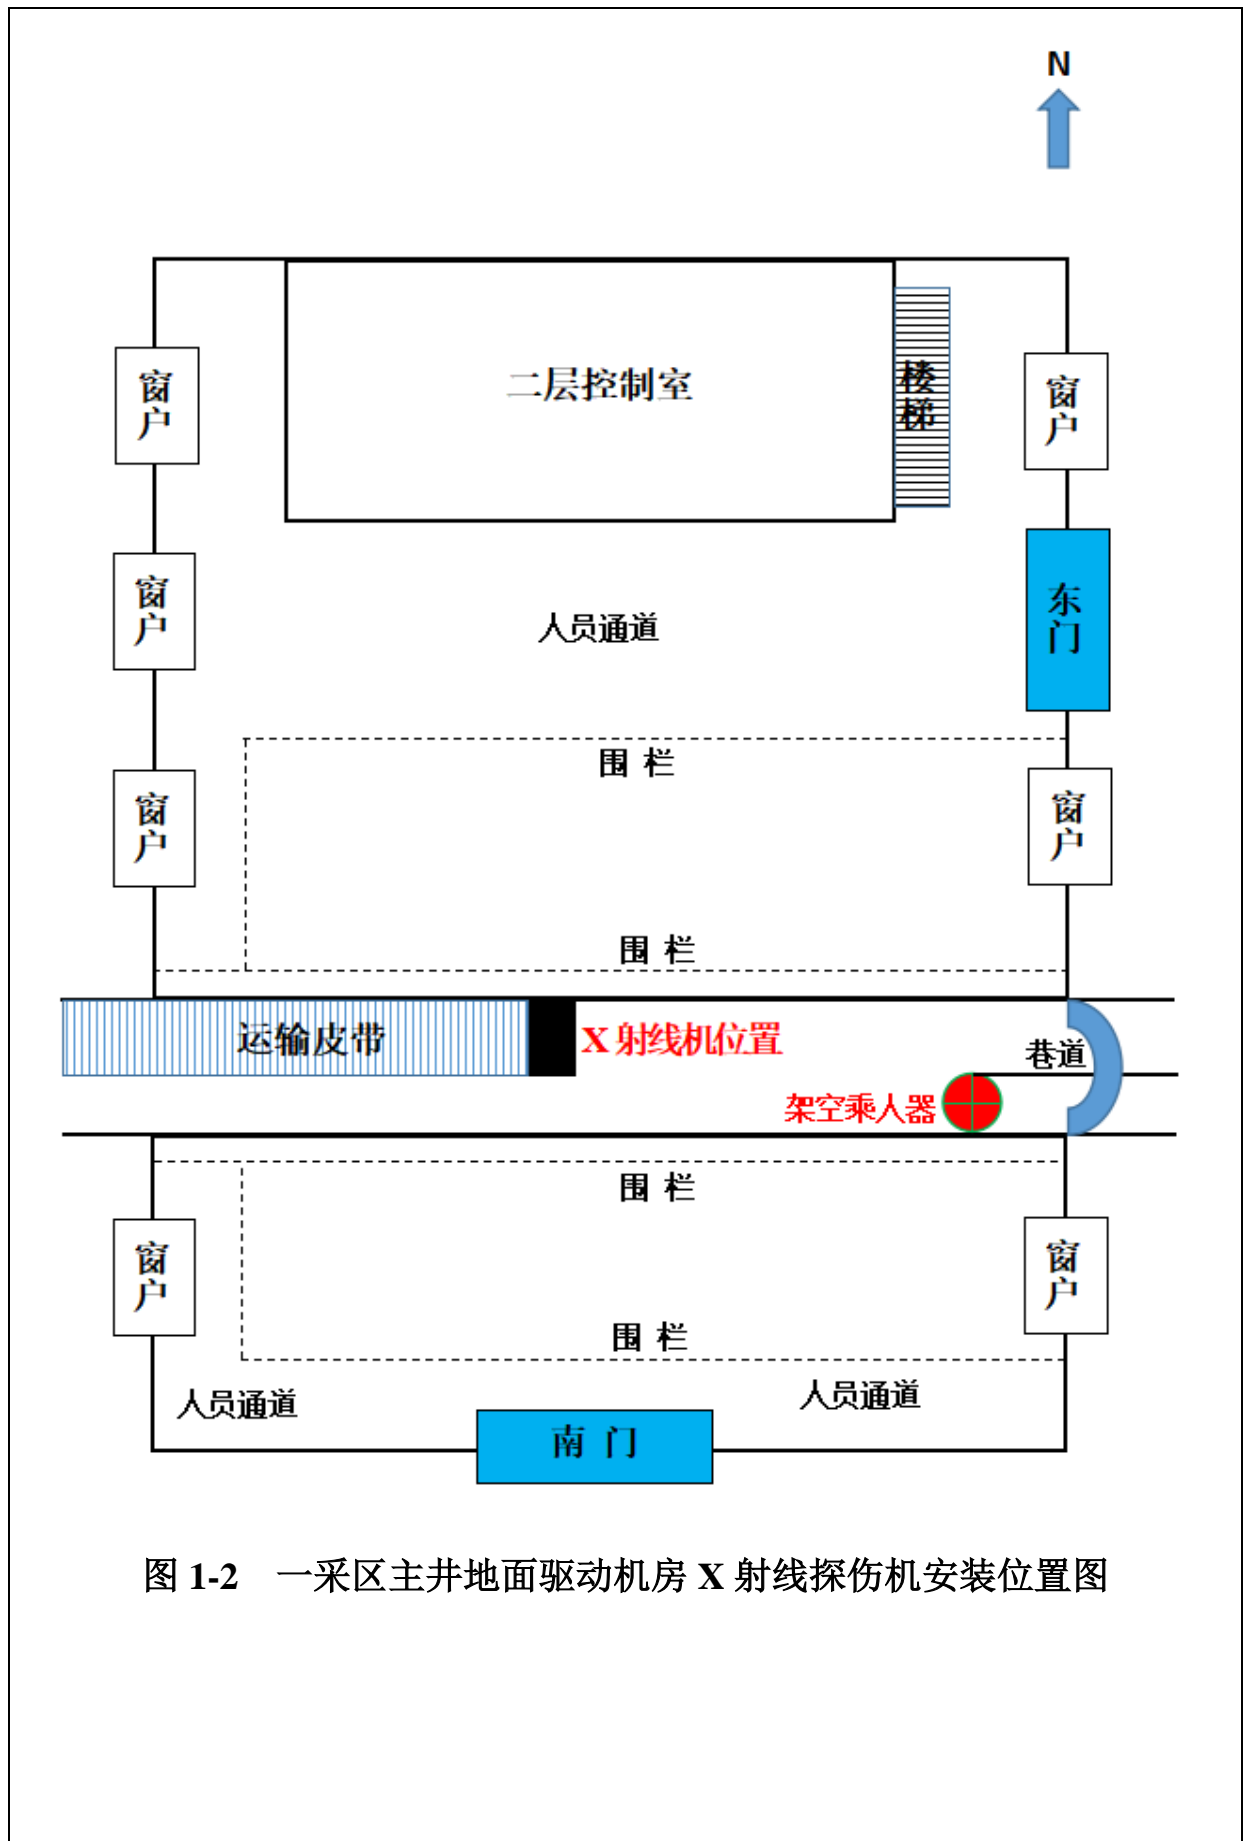 N
二层控制室
楼梯
窗户
窗户
窗户
东门
人员通道
围 栏
窗户
窗户
围 栏
运输皮带
X 射线机位置
巷道
架空乘人器
围 栏
窗户
窗户
围 栏
人员通道
人员通道
南 门
图 1-2 一采区主井地面驱动机房 X 射线探伤机安装位置图